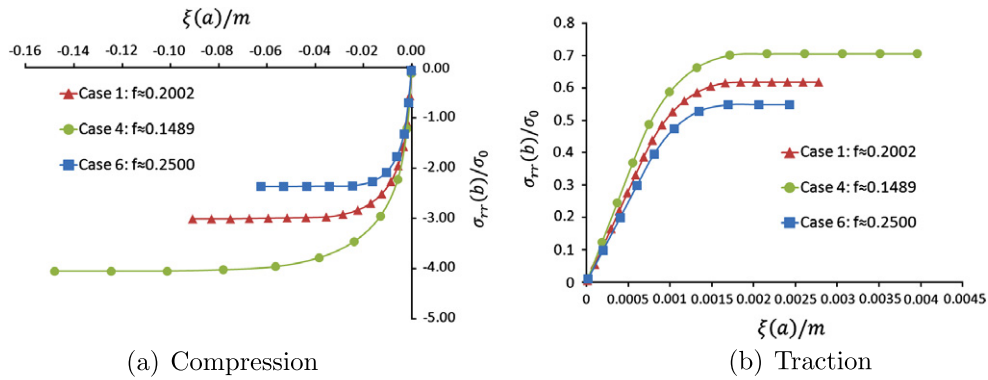 ξ(a)/m
-0.16 -0.14 -0.12 -0.10 -0.08 -0.06 -0.04 -0.02 0.00
0.00
-1.00
-2.00
-3.00
-4.00
-5.00
σrr(b)/σ0
Case 1: f≈0.2002
Case 4: f≈0.1489
Case 6: f≈0.2500
(a) Compression
0.8
0.7
0.6
0.5
0.4
0.3
0.2
0.1
0
σrr(b)/σ0
Case 1: f≈0.2002
Case 4: f≈0.1489
Case 6: f≈0.2500
0 0.0005 0.001 0.0015 0.002 0.0025 0.003 0.0035 0.004 0.0045
ξ(a)/m
(b) Traction